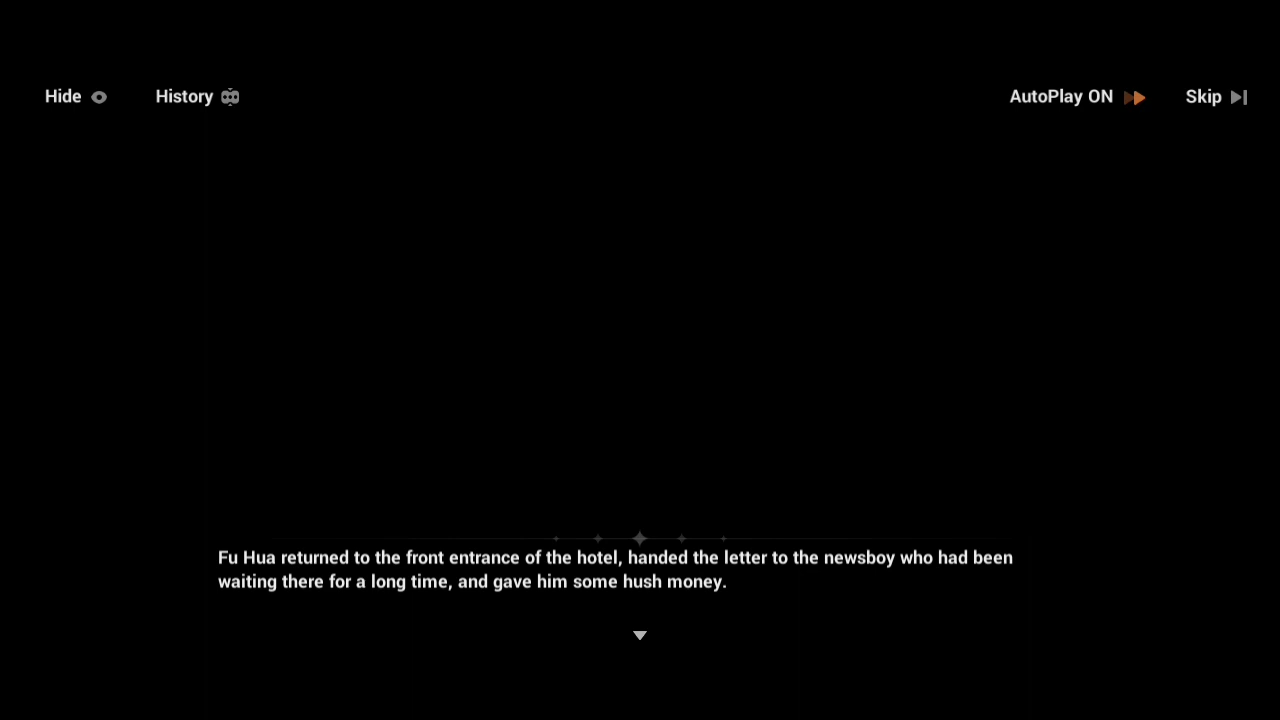 Hide
History
AutoPlay ON
Skip
Fu Hua returned to the front entrance of the hotel, handed the letter to the newsboy who had been
waiting there for a long time, and gave him some hush money.